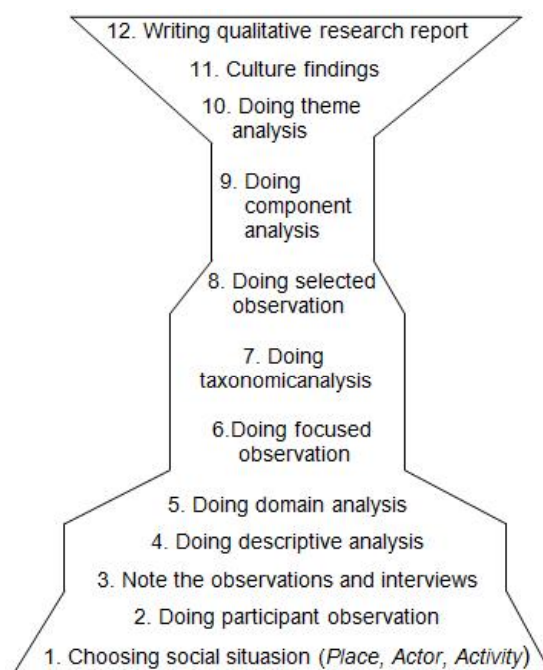 12. Writing qualitative research report
11. Culture findings
10. Doing theme
analysis
9. Doing
component
analysis
8. Doing selected
observation
7. Doing
taxonomicanalysis
6.Doing focused
observation
5. Doing domain analysis
4. Doing descriptive analysis
3. Note the observations and interviews
2. Doing participant observation
1. Choosing social situasion (Place, Actor, Activity)